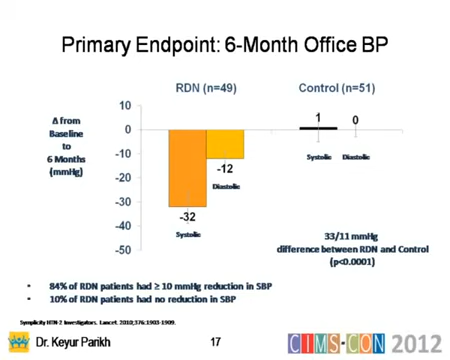 Primary Endpoint: 6-Month Office BP
RDN (n=49)
Control (n=51)
Δ from
Baseline
to
6 Months
(mmHg)
10
0
-10
-20
-30
-40
-50
-32
Systolic
-12
Diastolic
1
0
Systolic
Diastolic
33/11 mmHg
difference between RDN and Control
(p<0.0001)
• 84% of RDN patients had ≥ 10 mmHg reduction in SBP
• 10% of RDN patients had no reduction in SBP
Symplicity HTN-2 Investigators. Lancet. 2010;376:1903-1909.
Dr. Keyur Parikh
17
CIMS-CON 2012